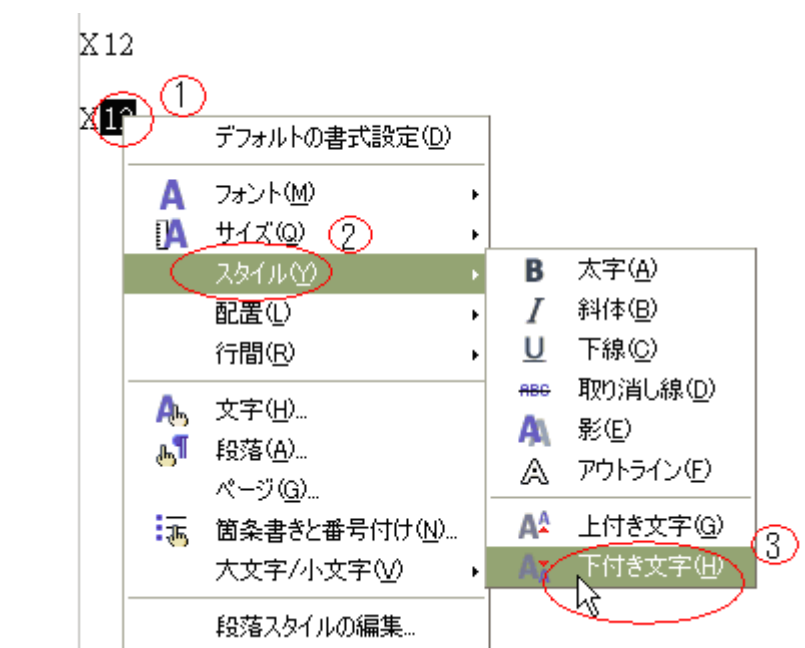 X12
X12
1
デフォルトの書式設定(D)
フォント(M)
サイズ(Q)
2
スタイル(Y)
配置(L)
行間(R)
文字(H)...
段落(A)...
ページ(G)...
箇条書きと番号付け(N)...
大文字/小文字(V)
段落スタイルの編集...
B 太字(A)
I 斜体(B)
U 下線(C)
ABC 取り消し線(D)
影(E)
アウトライン(F)
上付き文字(G)
下付き文字(H)
3